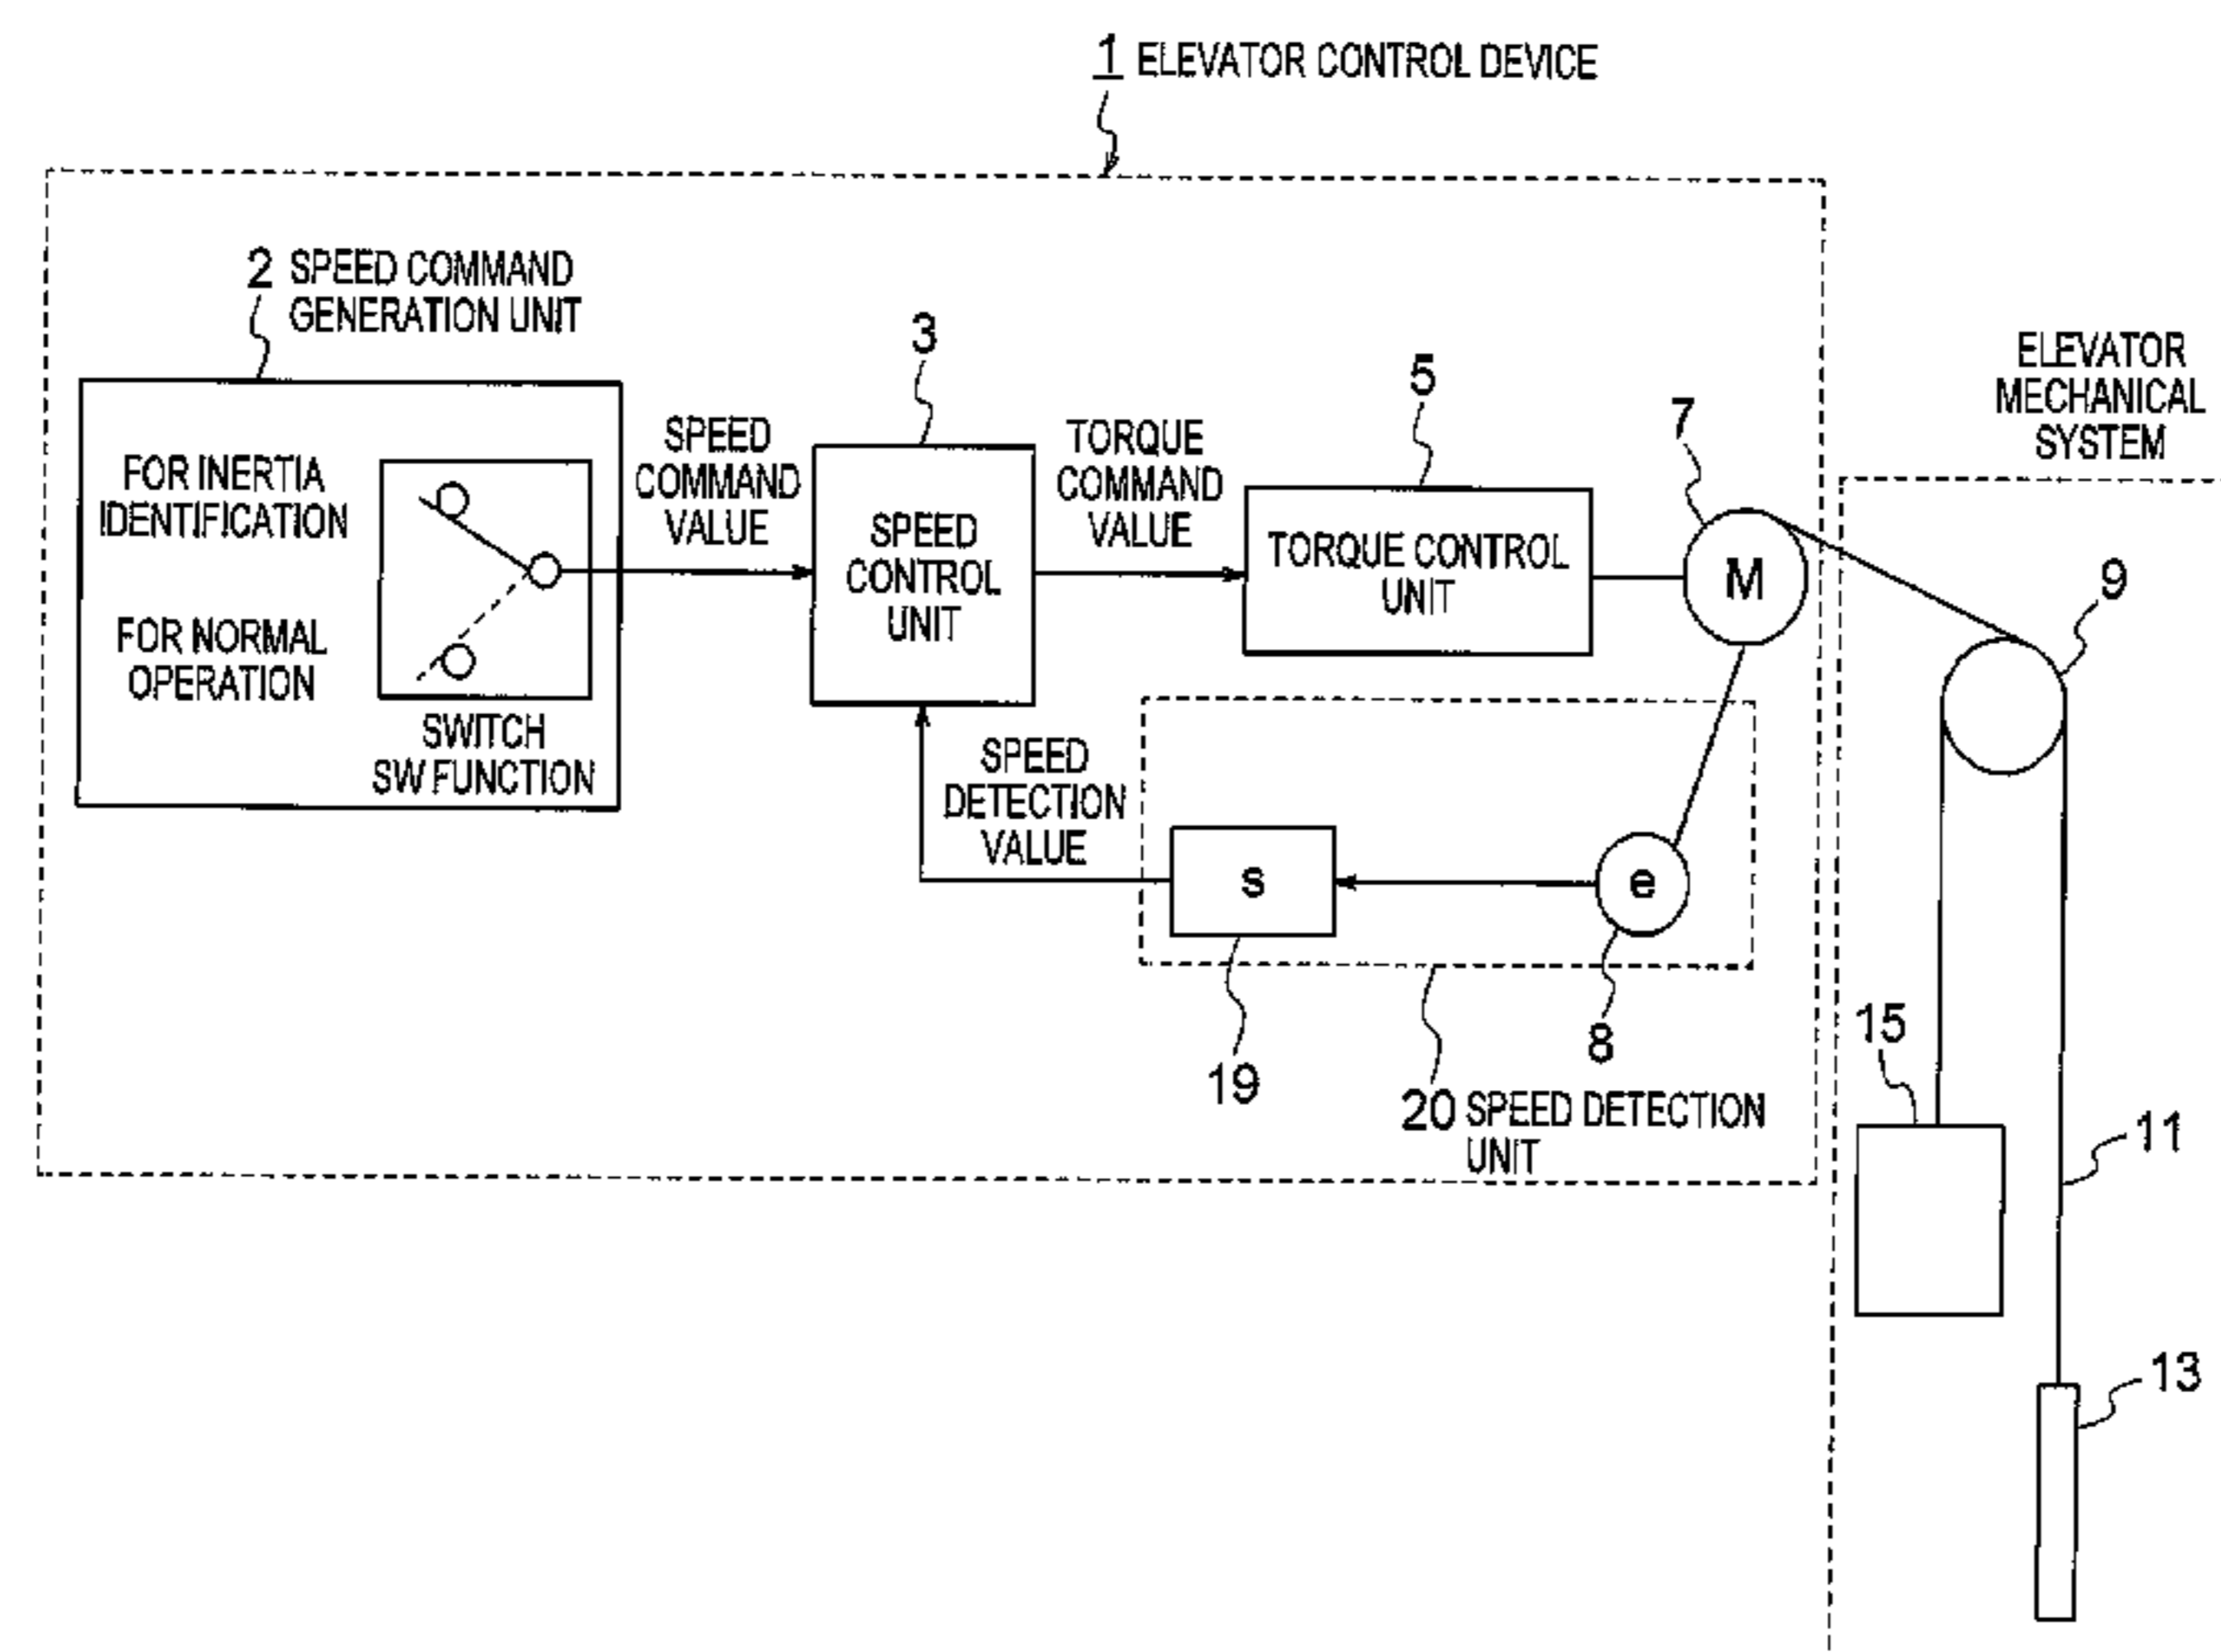 1 ELEVATOR CONTROL DEVICE
2 SPEED COMMAND
GENERATION UNIT
FOR INERTIA
IDENTIFICATION
FOR NORMAL
OPERATION
SWITCH
SW FUNCTION
SPEED
COMMAND
VALUE
3
SPEED
CONTROL
UNIT
TORQUE
COMMAND
VALUE
5
TORQUE CONTROL
UNIT
7
M
ELEVATOR
MECHANICAL
SYSTEM
9
SPEED
DETECTION
VALUE
s
e
19
8
20 SPEED DETECTION
UNIT
15
11
13